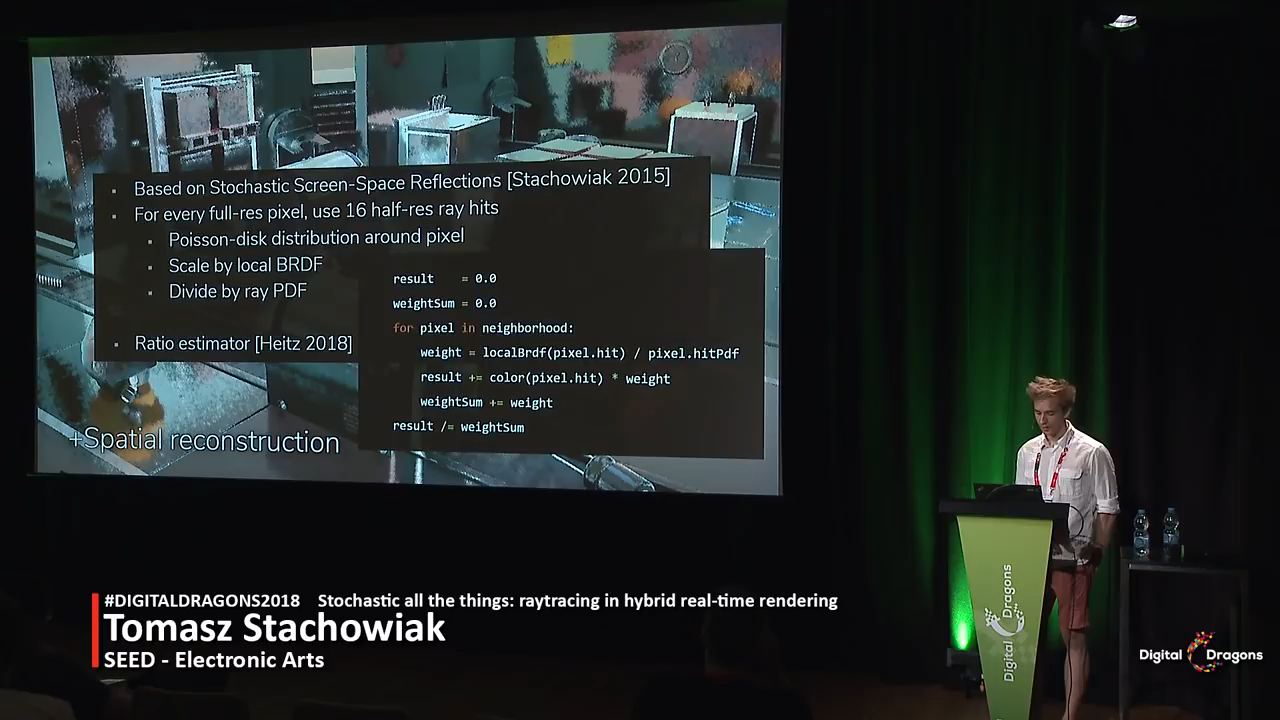 Based on Stochastic Screen-Space Reflections [Stachowiak 2015]
For every full-res pixel, use 16 half-res ray hits
Poisson-disk distribution around pixel
Scale by local BRDF
Divide by ray PDF
Ratio estimator [Heitz 2018]
result = 0.0
weightSum = 0.0
for pixel in neighborhood:
weight = localBrdf(pixel.hit) / pixel.hitPdf
result += color(pixel.hit) * weight
weightSum += weight
result /= weightSum
+Spatial reconstruction
#DIGITALDRAGONS2018 Stochastic all the things: raytracing in hybrid real-time rendering
Tomasz Stachowiak
SEED - Electronic Arts
Digital Dragons
Digital Dragons